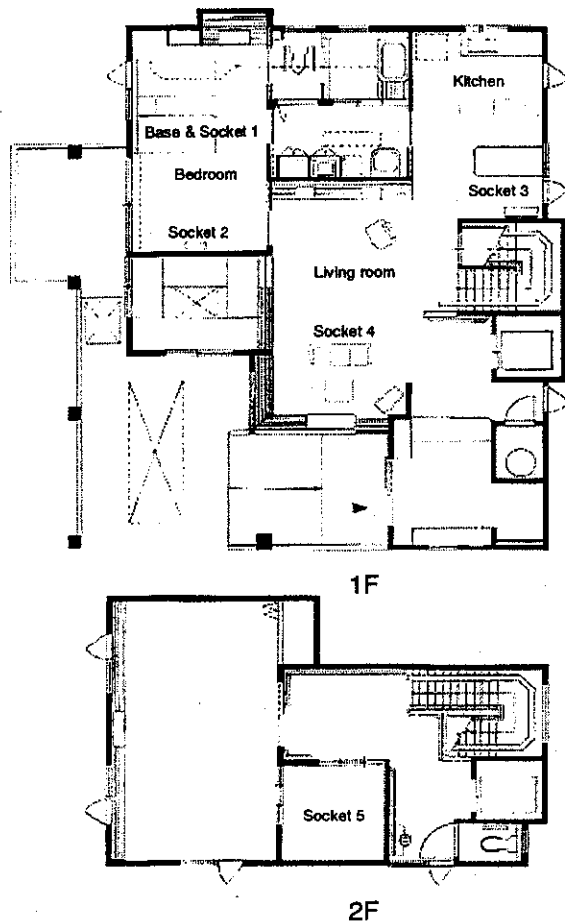 Kitchen
Base & Socket 1
Bedroom
Socket 3
Socket 2
Living room
Socket 4
1F
Socket 5
2F